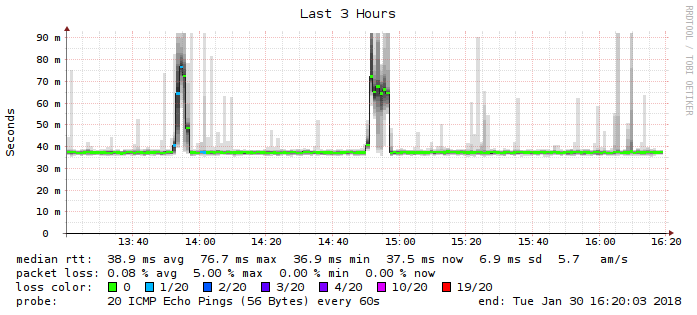 Last 3 Hours
RRDTOOL / TOBI OETIKER
Seconds
90 m
80 m
70 m
60 m
50 m
40 m
30 m
20 m
10 m
0
13:40 14:00 14:20 14:40 15:00 15:20 15:40 16:00 16:20
median rtt: 38.9 ms avg 76.7 ms max 36.9 ms min 37.5 ms now 6.9 ms sd 5.7 am/s
packet loss: 0.08 % avg 5.00 % max 0.00 % min 0.00 % now
loss color: 0 1/20 2/20 3/20 4/20 10/20 19/20
probe: 20 ICMP Echo Pings (56 Bytes) every 60s end: Tue Jan 30 16:20:03 2018